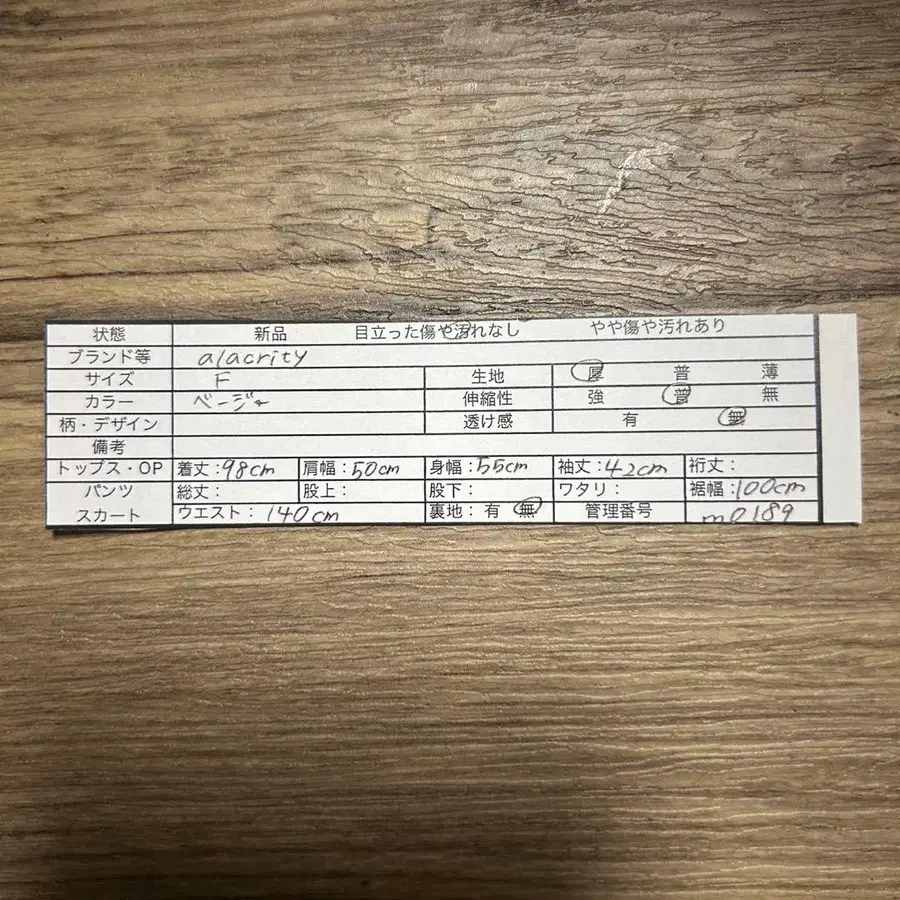 状態 新品 目立った傷や汚れなし やや傷や汚れあり
ブランド等 alacrity
サイズ F 生地 厚 普 薄
カラー ベージュ 伸縮性 強 普 無
柄・デザイン 透け感 有 無
備考
トップス・OP 着丈:98cm 肩幅:50cm 身幅:55cm 袖丈:42cm 裄丈:
パンツ 総丈: 股上: 股下: ワタリ: 裾幅:100cm
スカート ウエスト:140cm 裏地:有 無 管理番号 m0189